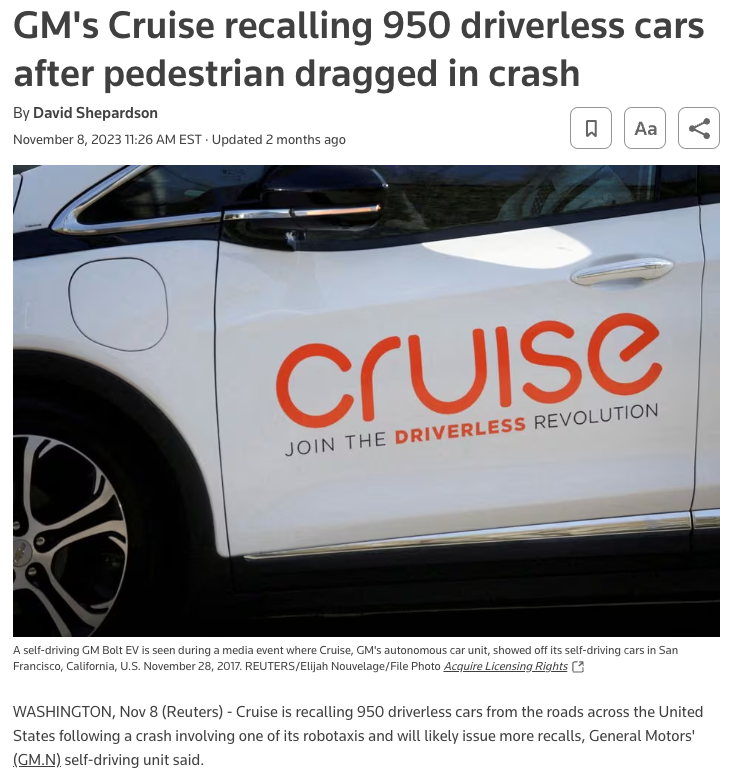 GM's Cruise recalling 950 driverless cars
after pedestrian dragged in crash
By David Shepardson
November 8, 2023 11:26 AM EST · Updated 2 months ago
Aa
cruise
JOIN THE DRIVERLESS REVOLUTION
A self-driving GM Bolt EV is seen during a media event where Cruise, GM's autonomous car unit, showed off its self-driving cars in San
Francisco, California, U.S. November 28, 2017. REUTERS/Elijah Nouvelage/File Photo Acquire Licensing Rights
WASHINGTON, Nov 8 (Reuters) - Cruise is recalling 950 driverless cars from the roads across the United
States following a crash involving one of its robotaxis and will likely issue more recalls, General Motors'
(GM.N) self-driving unit said.